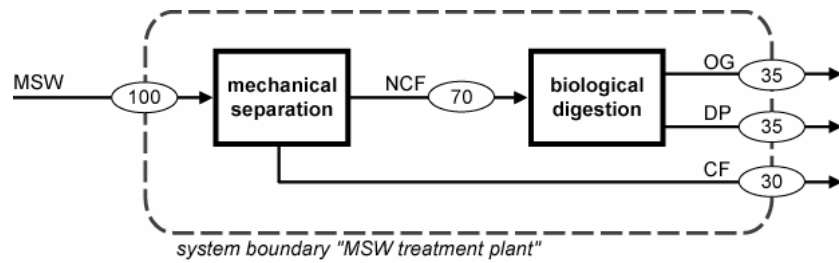 MSW
100
mechanical
separation
NCF
70
biological
digestion
OG
35
DP
35
CF
30
system boundary "MSW treatment plant"